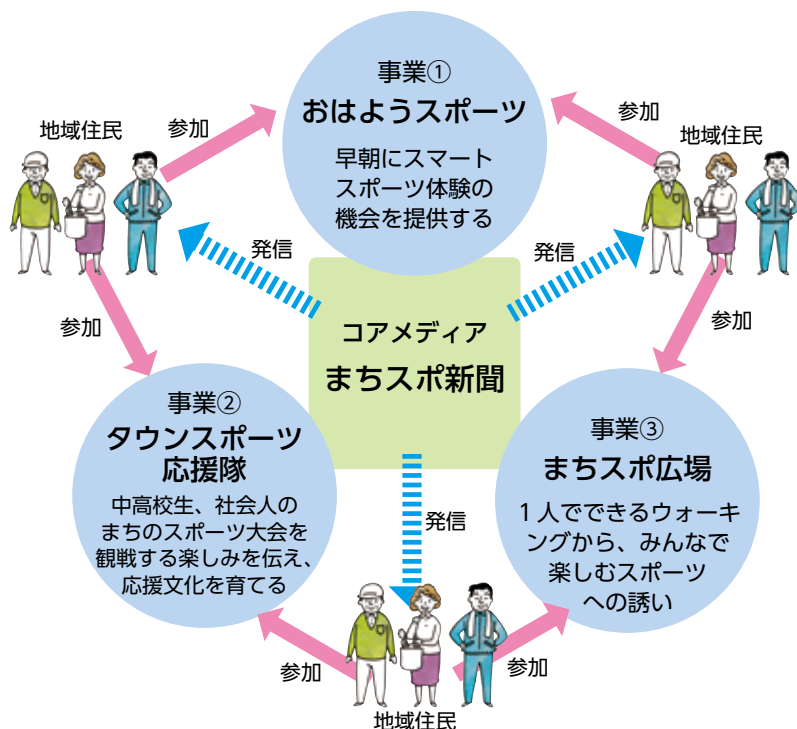 事業①
おはようスポーツ
早朝にスマート
スポーツ体験の
機会を提供する
地域住民
参加
参加
地域住民
発信
発信
コアメディア
まちスポ新聞
参加
参加
事業②
タウンスポーツ
応援隊
中高校生、社会人の
まちのスポーツ大会を
観戦する楽しみを伝え、
応援文化を育てる
事業③
まちスポ広場
1人でできるウォーキ
ングから、みんなで
楽しむスポーツ
への誘い
発信
参加
参加
地域住民